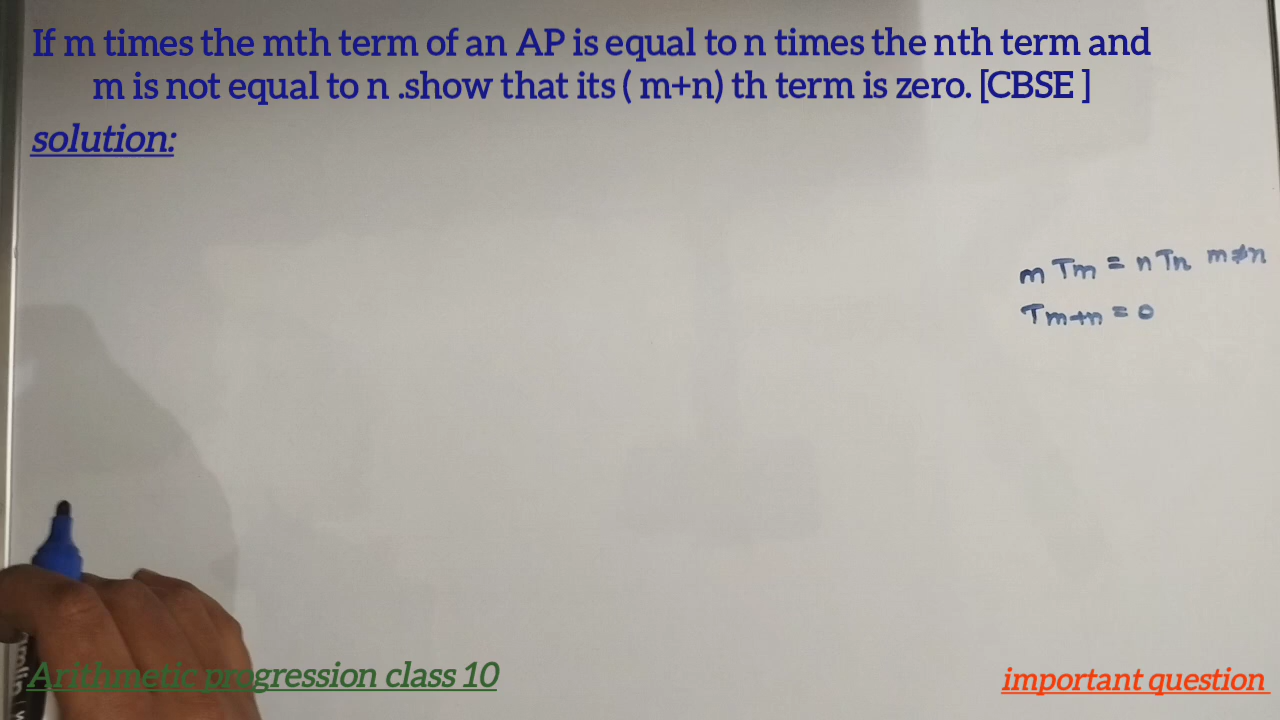 If m times the mth term of an AP is equal to n times the nth term and
m is not equal to n .show that its ( m+n) th term is zero. [CBSE ]
solution:
m Tm = n Tn m≠n
Tm+n = 0
Arithmetic progression class 10
important question